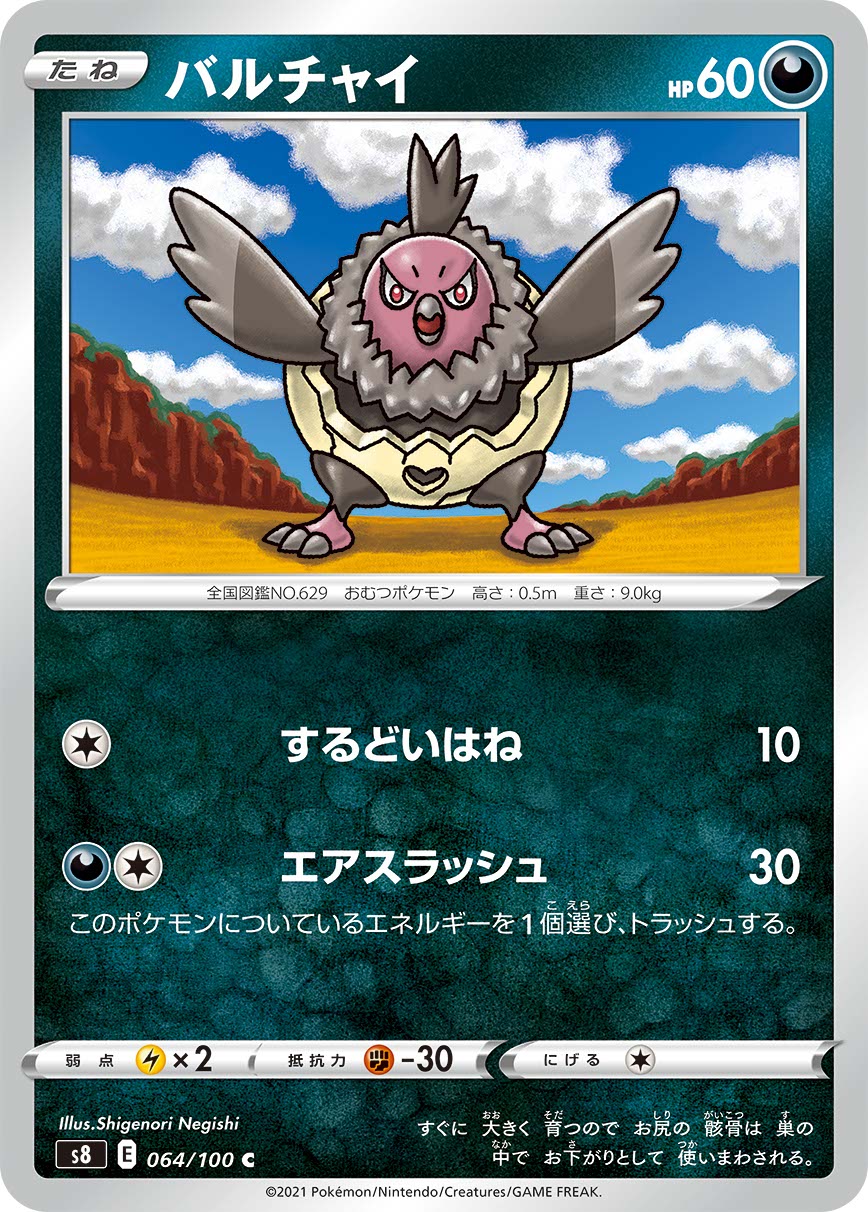 たね バルチャイ HP60
全国図鑑NO.629 おむつポケモン 高さ:0.5m 重さ:9.0kg
するどいはね 10
エアスラッシュ 30
このポケモンについているエネルギーを1個選び、トラッシュする。
弱点 ×2 抵抗力 -30 にげる
Illus.Shigenori Negishi
すぐに 大きく 育つので お尻の 骸骨は 巣の
中で お下がりとして 使いまわされる。
s8 E 064/100 C
©2021 Pokémon/Nintendo/Creatures/GAME FREAK.